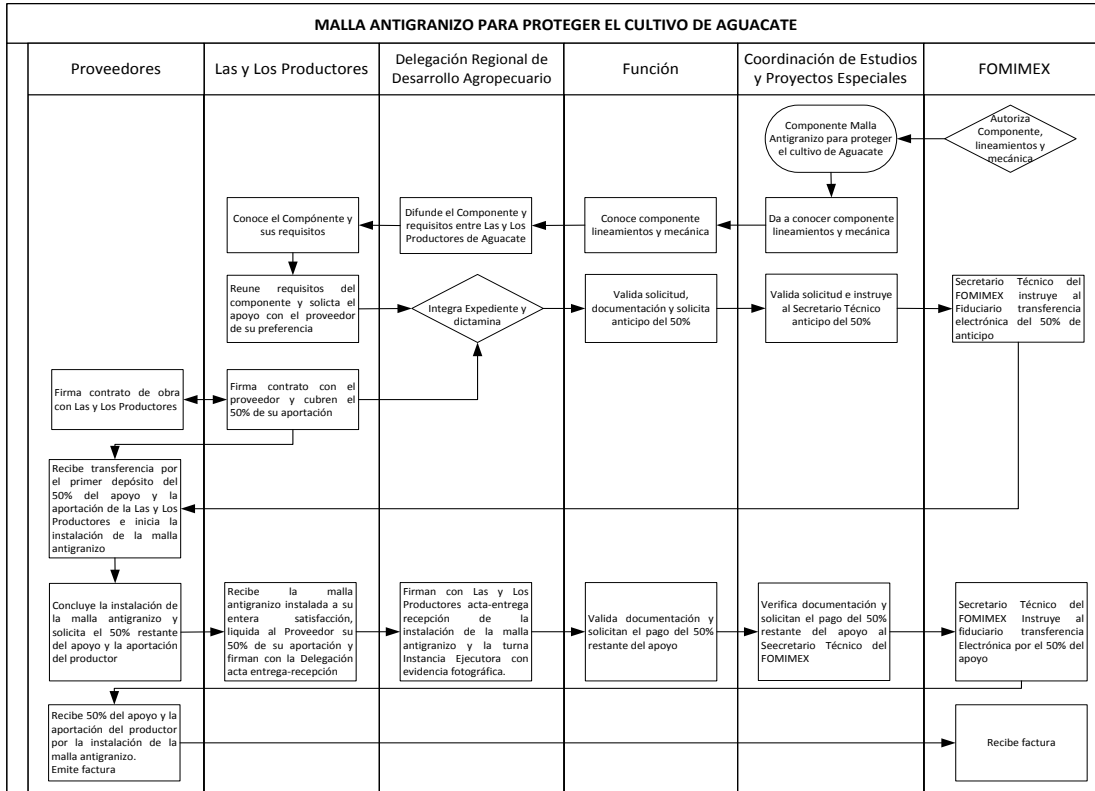 MALLA ANTIGRANIZO PARA PROTEGER EL CULTIVO DE AGUACATE
Proveedores
Las y Los Productores
Delegación Regional de
Desarrollo Agropecuario
Función
Coordinación de Estudios
y Proyectos Especiales
FOMIMEX
Componente Malla
Antigranizo para proteger
el cultivo de Aguacate
Autoriza
Componente,
lineamientos y
mecánica
Conoce el Compónente y
sus requisitos
Difunde el Componente y
requisitos entre Las y Los
Productores de Aguacate
Conoce componente
lineamientos y mecánica
Da a conocer componente
lineamientos y mecánica
Reune requisitos del
componente y solicta el
apoyo con el proveedor
de su preferencia
Integra Expediente y
dictamina
Valida solicitud,
documentación y solicita
anticipo del 50%
Valida solicitud e instruye
al Secretario Técnico
anticipo del 50%
Secretario Técnico del
FOMIMEX instruye al
Fiduciario transferencia
electrónica del 50% de
anticipo
Firma contrato de obra
con Las y Los Productores
Firma contrato con el
proveedor y cubren el
50% de su aportación
Recibe transferencia por
el primer depósito del
50% del apoyo y la
aportación de la Las y Los
Productores e inicia la
instalación de la malla
antigranizo
Concluye la instalación de
la malla antigranizo y
solicita el 50% restante
del apoyo y la aportación
del productor
Recibe la malla
antigranizo instalada a su
entera satisfacción,
liquida al Proveedor su
50% de su aportación y
firman con la Delegación
acta entrega-recepción
Firman con Las y Los
Productores acta-entrega
recepción de la
instalación de la malla
antigranizo y la turna
Instancia Ejecutora con
evidencia fotográfica.
Valida documentación y
solicitan el pago del 50%
restante del apoyo
Verifica documentación y
solicitan el pago del 50%
restante del apoyo al
Seecretario Técnico del
FOMIMEX
Secretario Técnico del
FOMIMEX Instruye al
fiduciario transferencia
Electrónica por el 50% del
apoyo
Recibe 50% del apoyo y la
aportación del productor
por la instalación de la
malla antigranizo.
Emite factura
Recibe factura